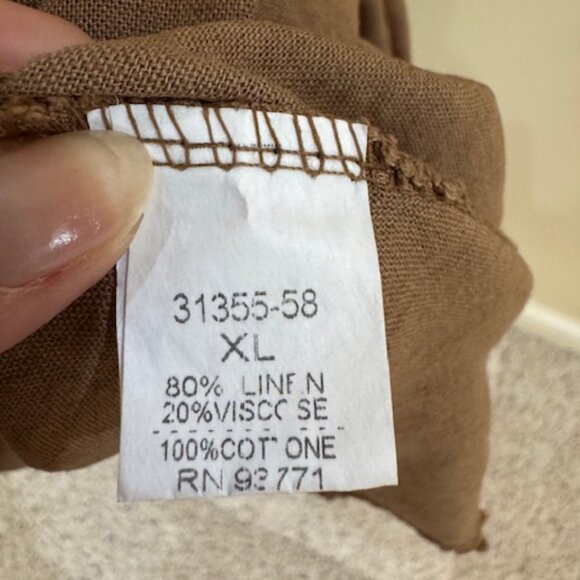 31355-58
XL
80% LINEN
20%VISCOSE
100%COTTONE
RN 93771